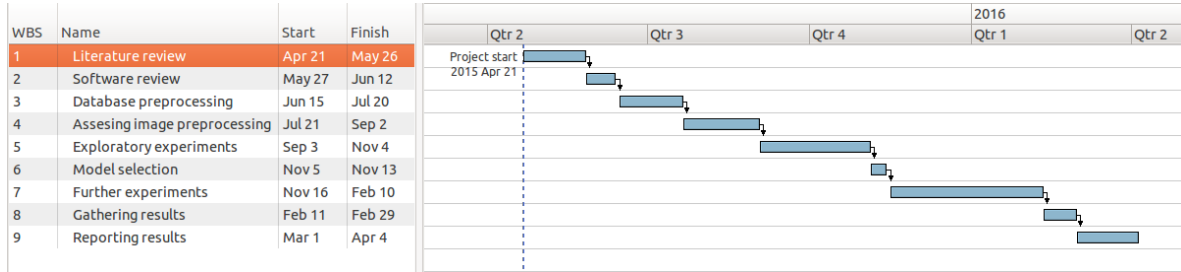 2016
WBS Name Start Finish Qtr 2 Qtr 3 Qtr 4 Qtr 1 Qtr 2
1 Literature review Apr 21 May 26 Project start
2015 Apr 21
2 Software review May 27 Jun 12
3 Database preprocessing Jun 15 Jul 20
4 Assesing image preprocessing Jul 21 Sep 2
5 Exploratory experiments Sep 3 Nov 4
6 Model selection Nov 5 Nov 13
7 Further experiments Nov 16 Feb 10
8 Gathering results Feb 11 Feb 29
9 Reporting results Mar 1 Apr 4